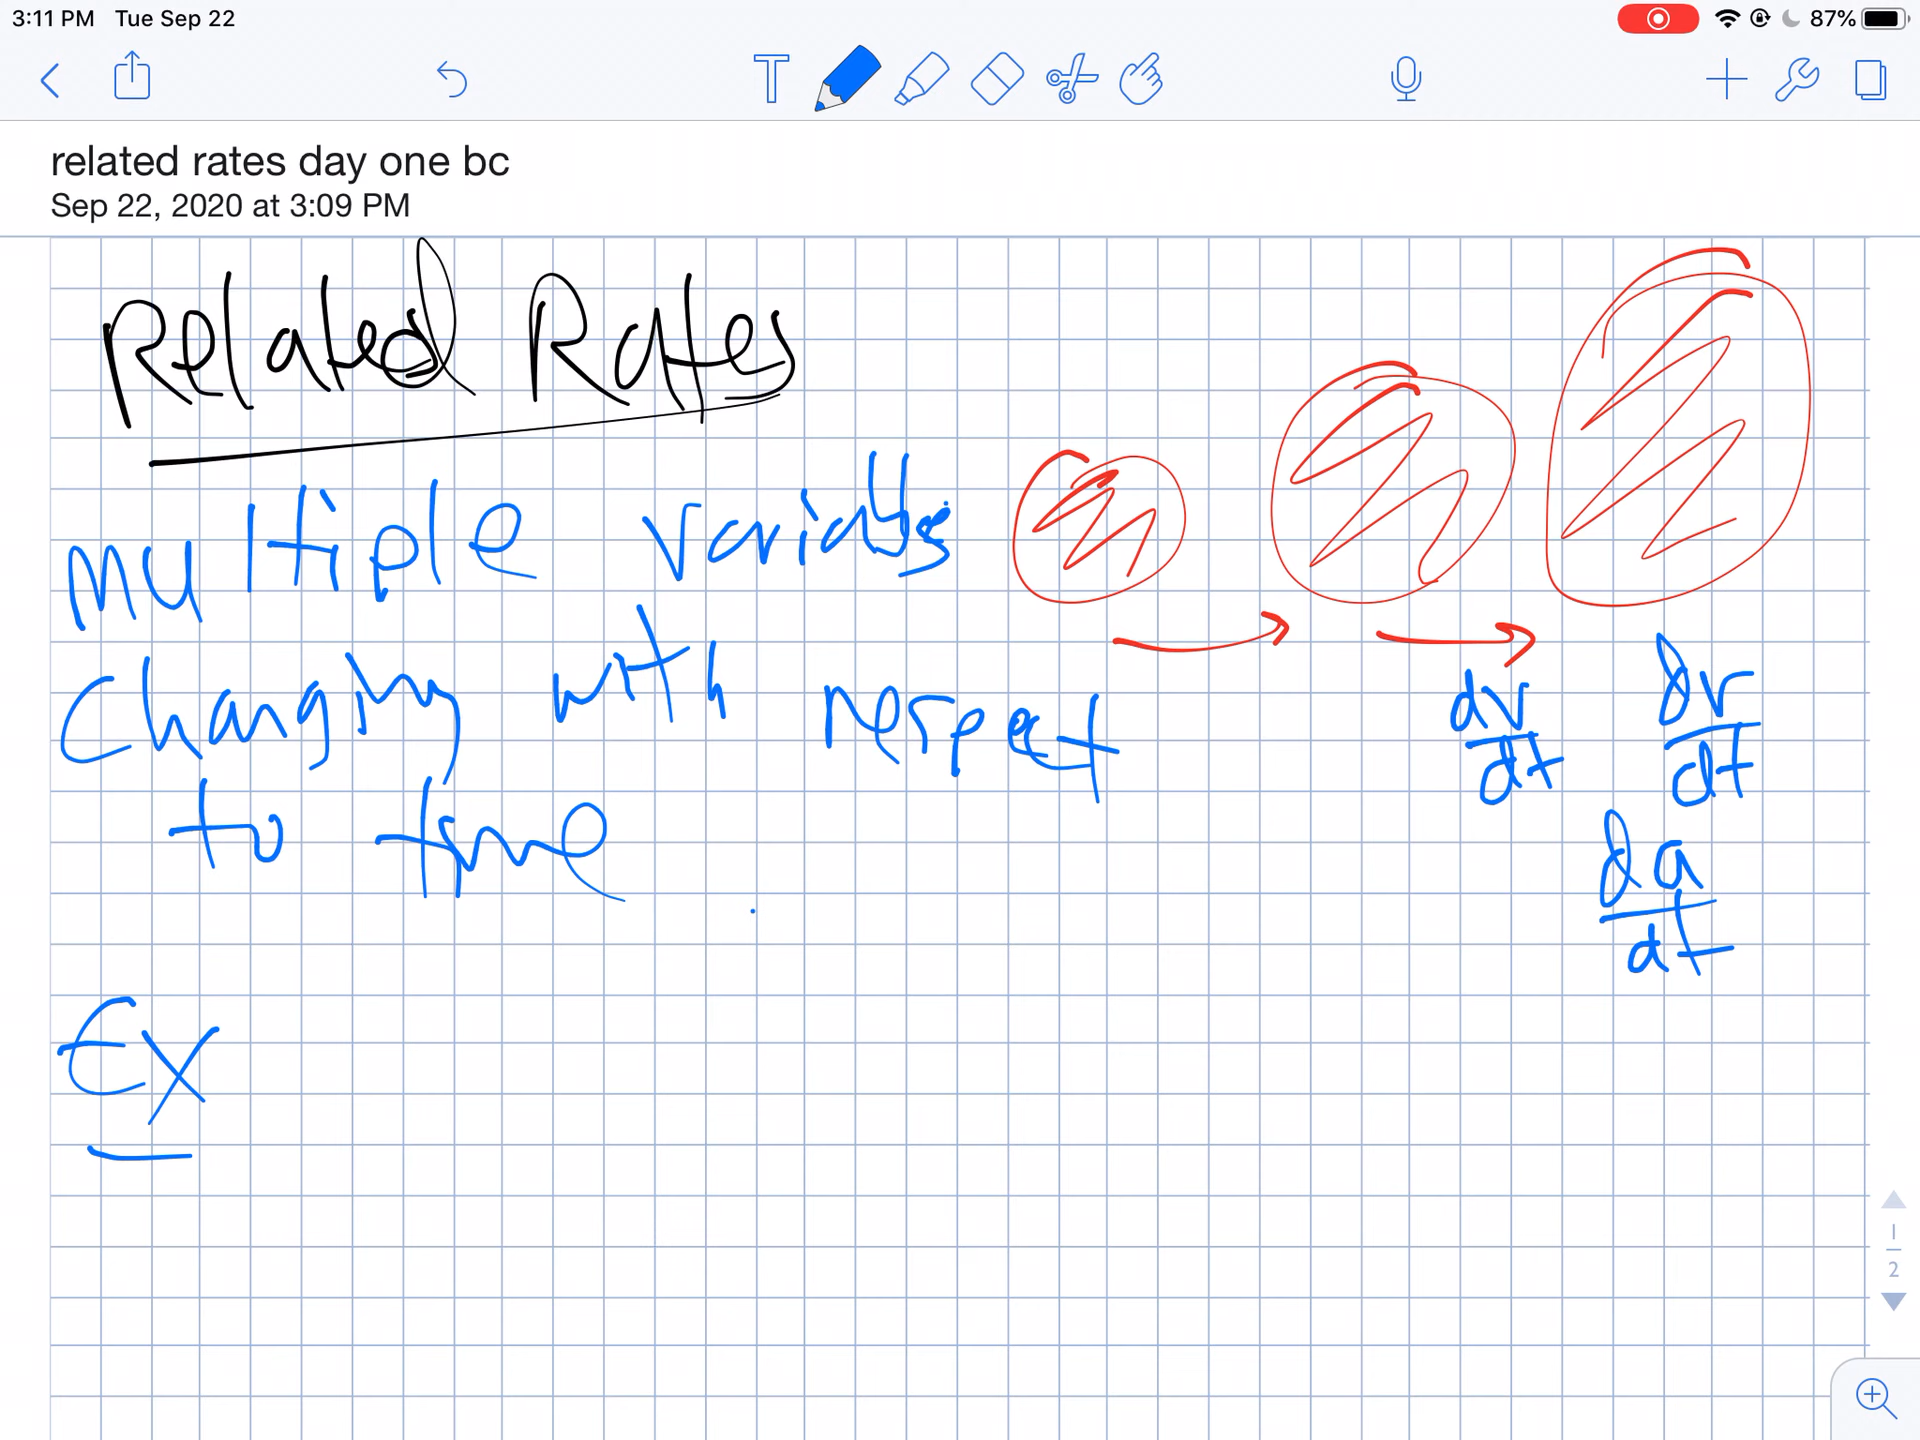 3:11 PM Tue Sep 22
87%
T
related rates day one bc
Sep 22, 2020 at 3:09 PM
Related Rates
Multiple variables
changing with respect
to time
dv/dt dr/dt
da/dt
Ex
1
2